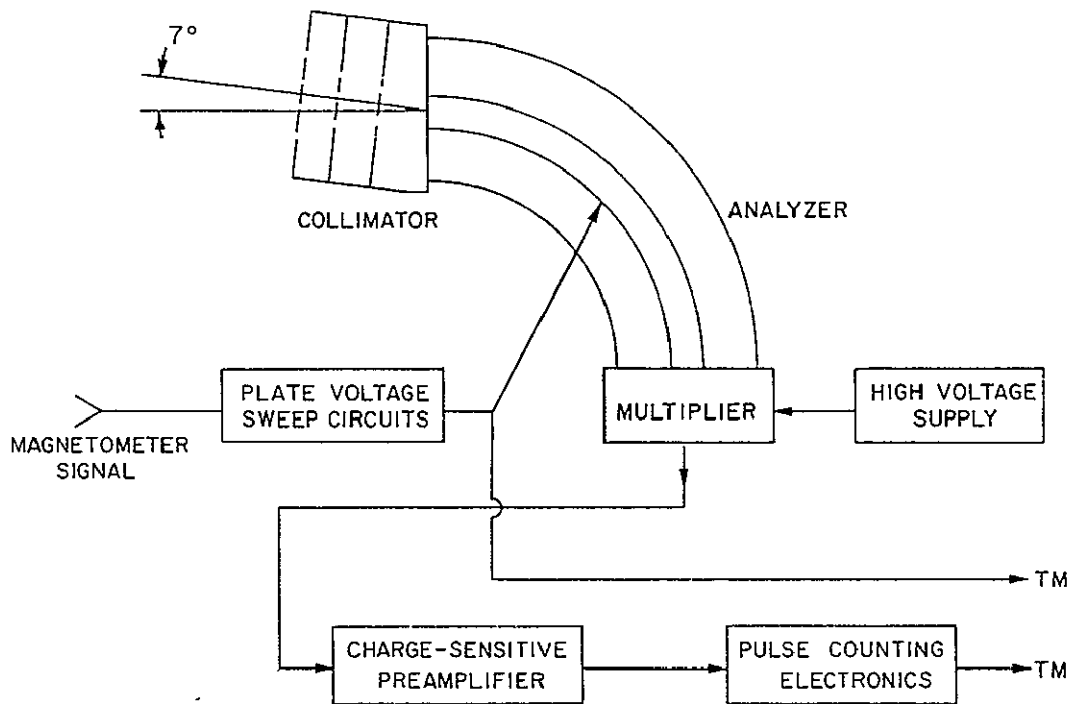 7°
COLLIMATOR
ANALYZER
PLATE VOLTAGE
SWEEP CIRCUITS
MULTIPLIER
HIGH VOLTAGE
SUPPLY
MAGNETOMETER
SIGNAL
TM
CHARGE-SENSITIVE
PREAMPLIFIER
PULSE COUNTING
ELECTRONICS
TM